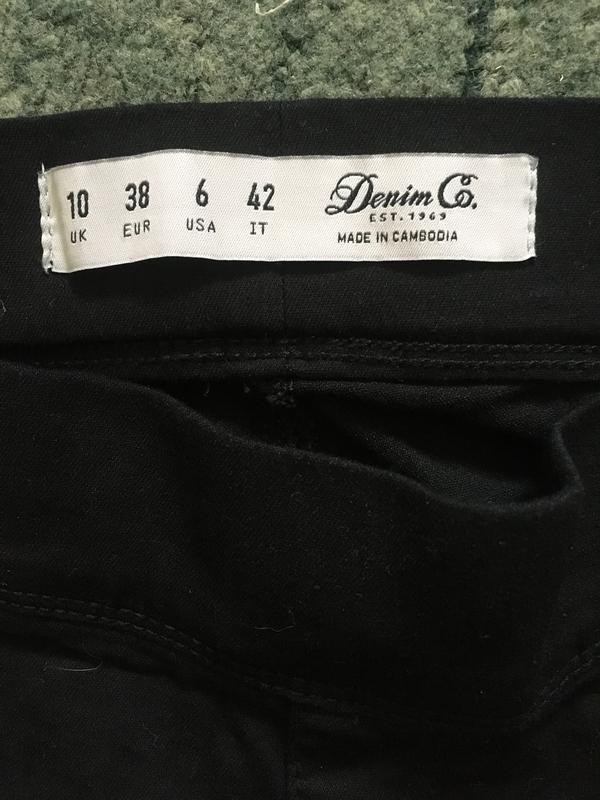 10 38 6 42
UK EUR USA IT
Denim Co.
EST. 1969
MADE IN CAMBODIA